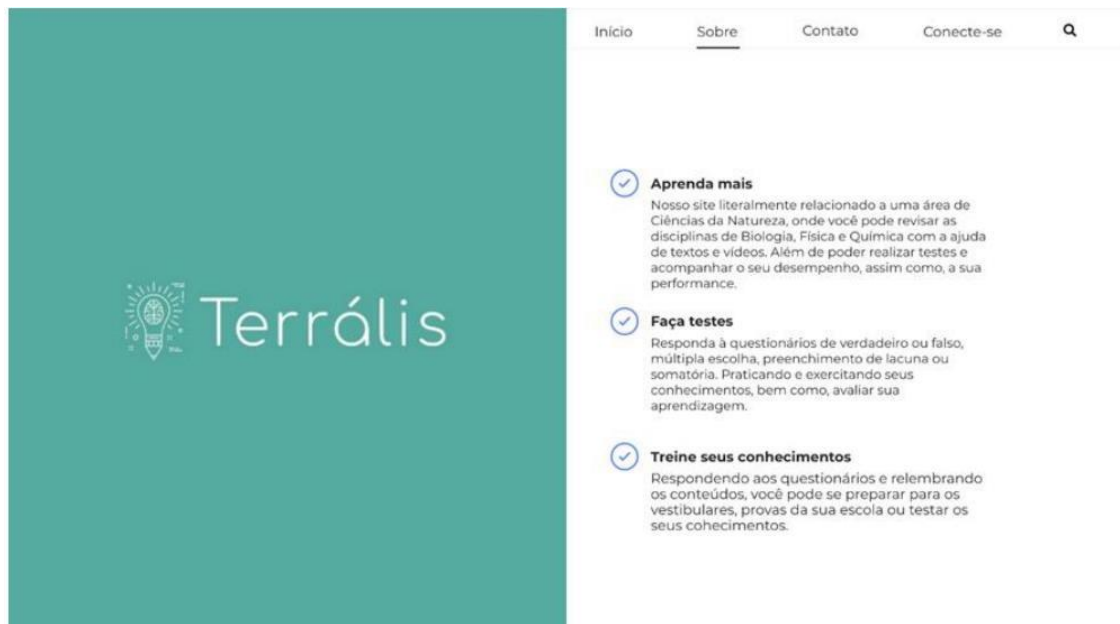 Início Sobre Contato Conecte-se
Terrális
Aprenda mais
Nosso site literalmente relacionado a uma área de
Ciências da Natureza, onde você pode revisar as
disciplinas de Biologia, Física e Química com a ajuda
de textos e vídeos. Além de poder realizar testes e
acompanhar o seu desempenho, assim como, a sua
performance.
Faça testes
Responda à questionários de verdadeiro ou falso,
múltipla escolha, preenchimento de lacuna ou
somatória. Praticando e exercitando seus
conhecimentos, bem como, avaliar sua
aprendizagem.
Treine seus conhecimentos
Respondendo aos questionários e relembrando
os conteúdos, você pode se preparar para os
vestibulares, provas da sua escola ou testar os
seus cohecimentos.